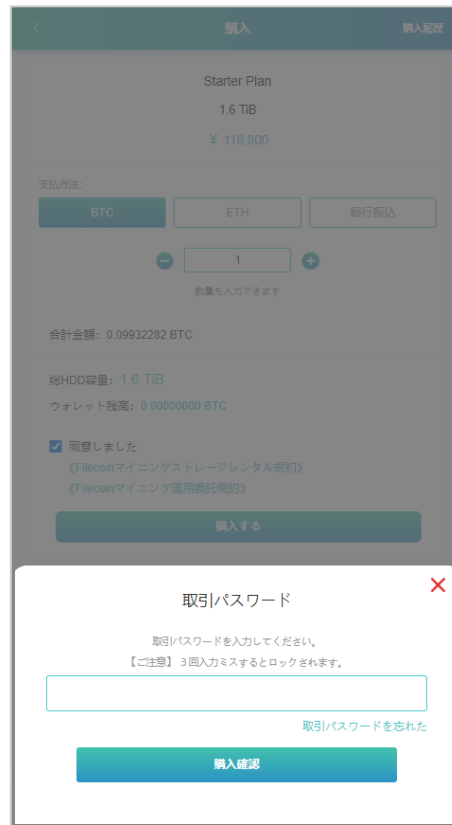 購入
購入履歴
Starter Plan
1.6 TiB
¥ 118,800
支払方法:
BTC
ETH
銀行振込
1
数量も入力できます
合計金額: 0.09932282 BTC
総HDD容量: 1.6 TiB
ウォレット残高: 0.00000000 BTC
同意しました
《Filecoinマイニングストレージレンタル規約》
《Filecoinマイニング運用委託規約》
購入する
取引パスワード
取引パスワードを入力してください。
【ご注意】 3回入力ミスするとロックされます。
取引パスワードを忘れた
購入確認